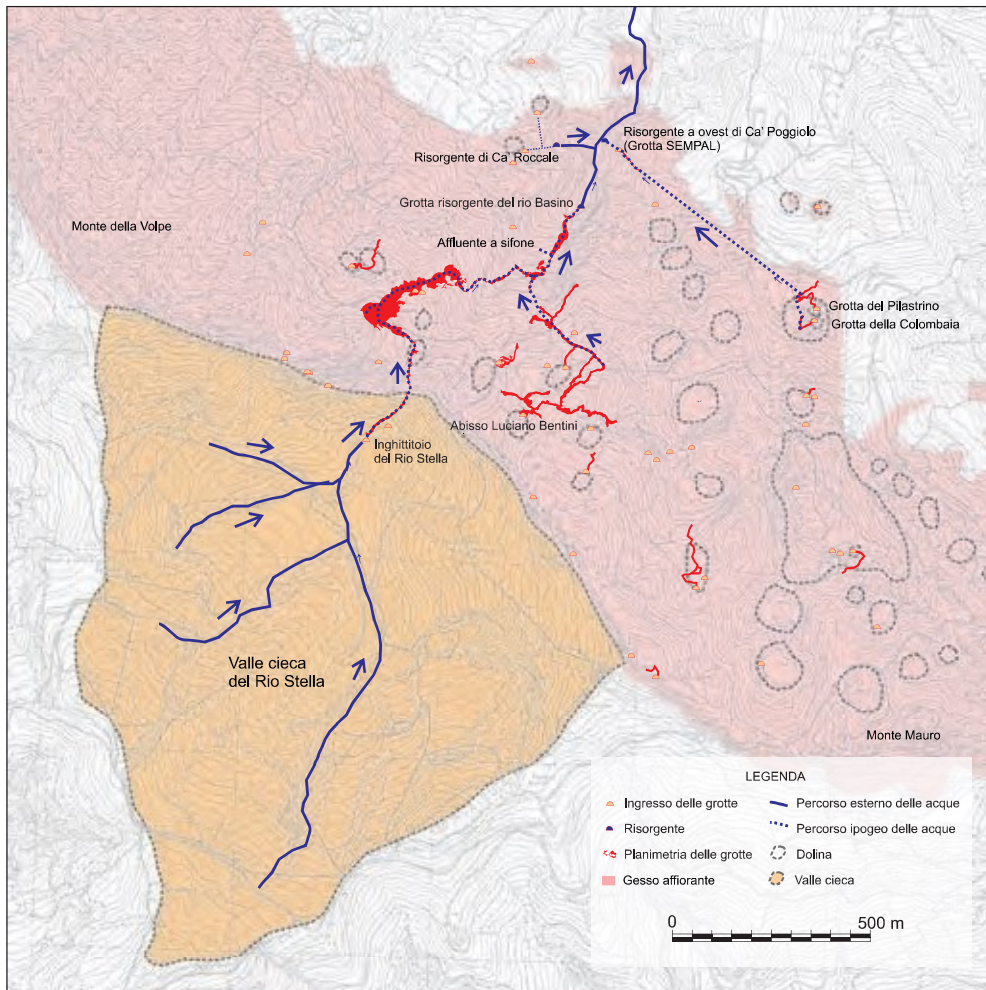 Risorgente a ovest di Ca' Poggiolo
(Grotta SEMPAL)
Risorgente di Ca' Roccale
Grotta risorgente del rio Basino
Monte della Volpe
Affluente a sifone
Grotta del Pilastrino
Grotta della Colombaia
Abisso Luciano Bentini
Inghittitoio
del Rio Stella
Valle cieca
del Rio Stella
Monte Mauro
LEGENDA
Ingresso delle grotte
Risorgente
Planimetria delle grotte
Gesso affiorante
Percorso esterno delle acque
Percorso ipogeo delle acque
Dolina
Valle cieca
0 500 m